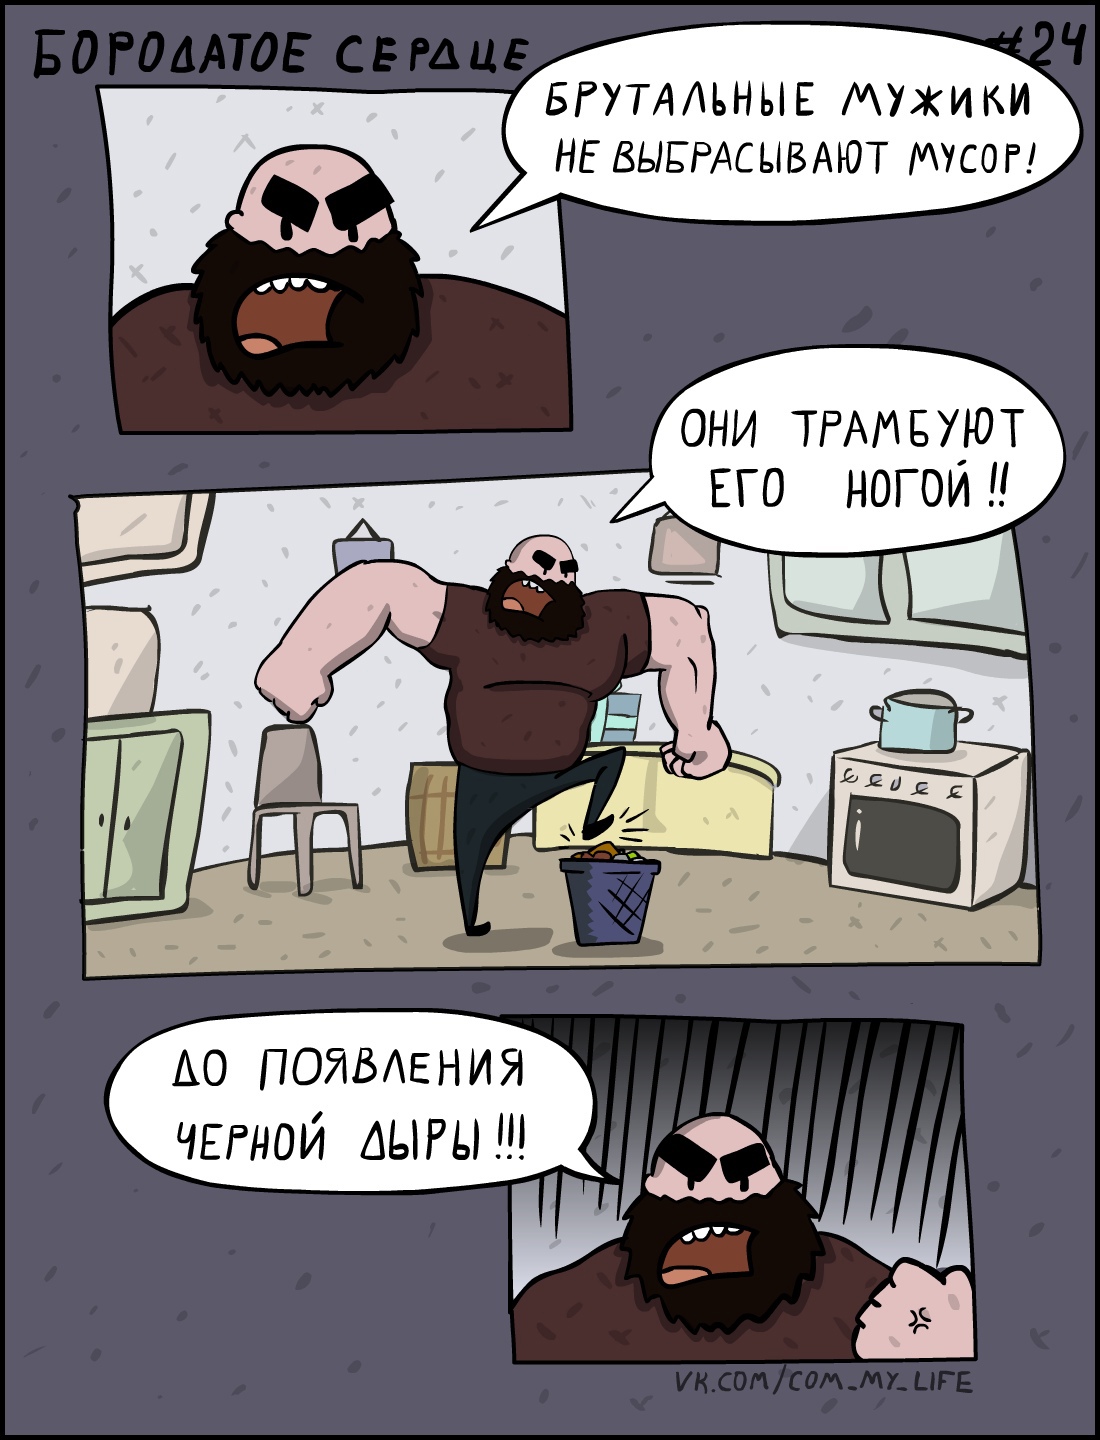 БОРОДАТОЕ СЕРДЦЕ #24
БРУТАЛЬНЫЕ МУЖИКИ
НЕ ВЫБРАСЫВАЮТ МУСОР!
ОНИ ТРАМБУЮТ
ЕГО НОГОЙ!!
ДО ПОЯВЛЕНИЯ
ЧЕРНОЙ ДЫРЫ!!!
VK.COM/COM_MY_LIFE